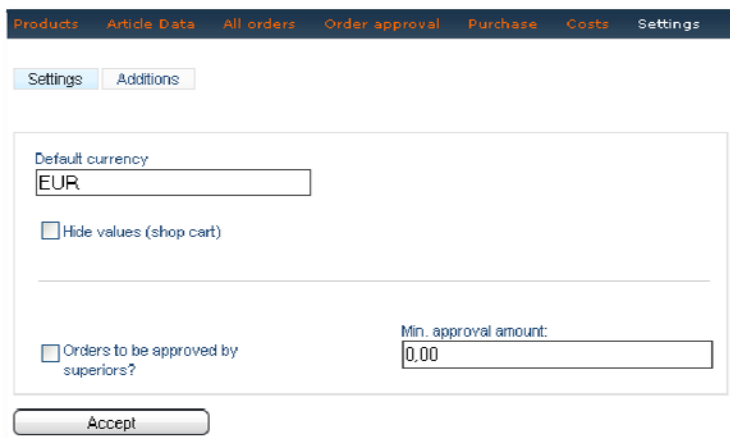 Products Article Data All orders Order approval Purchase Costs Settings
Settings Additions
Default currency
EUR
Hide values (shop cart)
Min. approval amount:
Orders to be approved by
superiors?
0,00
Accept